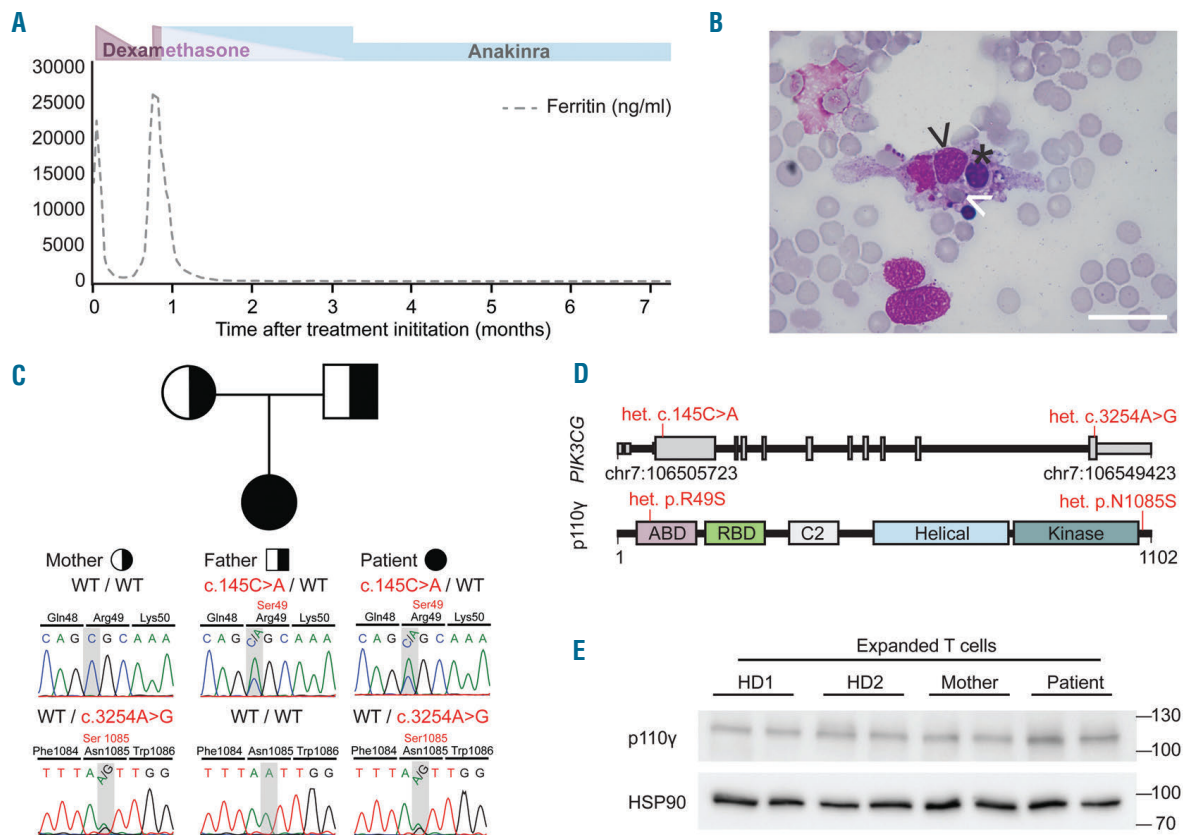 A
Dexamethasone
Anakinra
30000
25000
20000
15000
10000
5000
0
Ferritin (ng/ml)
0 1 2 3 4 5 6 7
Time after treatment inititation (months)
B
*
C
Mother
Father
Patient
WT / WT
c.145C>A / WT
c.145C>A / WT
Ser49
Ser49
Gln48 Arg49 Lys50
Gln48 Arg49 Lys50
Gln48 Arg49 Lys50
C A G C G C A A A
C A G C/A G C A A A
C A G C/A G C A A A
WT / c.3254A>G
WT / WT
WT / c.3254A>G
Ser 1085
Ser1085
Phe1084 Asn1085 Trp1086
Phe1084 Asn1085 Trp1086
Phe1084 Asn1085 Trp1086
T T T A A/G T T G G
T T T A A T T G G
T T T A A/G T T G G
D
het. c.145C>A
het. c.3254A>G
PIK3CG
chr7:106505723
chr7:106549423
het. p.R49S
het. p.N1085S
p110γ
ABD RBD C2 Helical Kinase
1
1102
E
Expanded T cells
HD1 HD2 Mother Patient
p110γ
130
100
HSP90
100
70